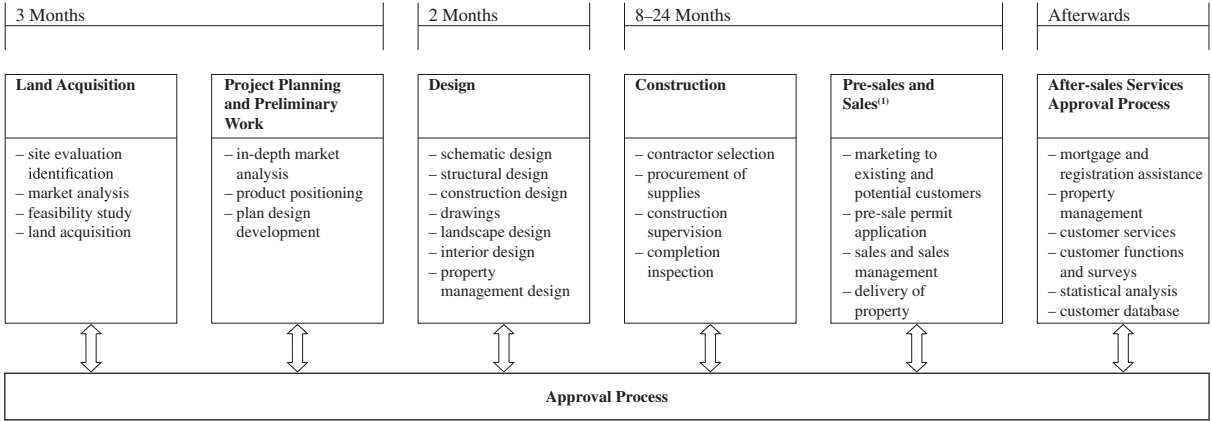 3 Months
2 Months
8–24 Months
Afterwards
Land Acquisition
– site evaluation
identification
– market analysis
– feasibility study
– land acquisition
Project Planning
and Preliminary
Work
– in-depth market
analysis
– product positioning
– plan design
development
Design
– schematic design
– structural design
– construction design
– drawings
– landscape design
– interior design
– property
management design
Construction
– contractor selection
– procurement of
supplies
– construction
supervision
– completion
inspection
Pre-sales and
Sales(1)
– marketing to
existing and
potential customers
– pre-sale permit
application
– sales and sales
management
– delivery of
property
After-sales Services
Approval Process
– mortgage and
registration assistance
– property
management
– customer services
– customer functions
and surveys
– statistical analysis
– customer database
Approval Process